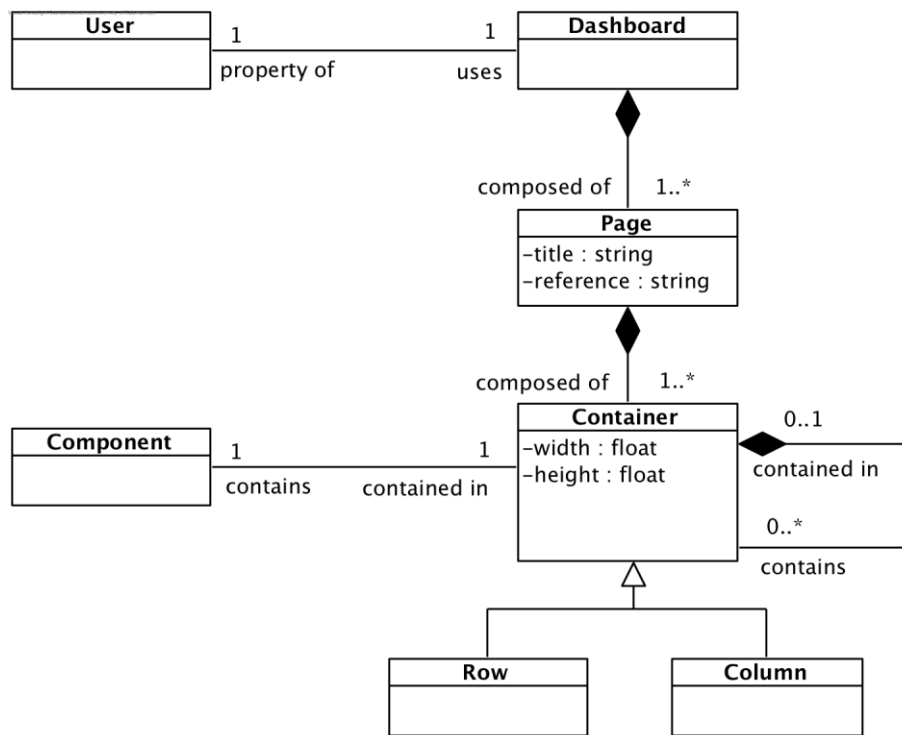 User
Dashboard
1
1
property of
uses
composed of
1..*
Page
-title : string
-reference : string
composed of
1..*
Container
-width : float
-height : float
0..1
contained in
0..*
contains
Component
1
1
contains
contained in
Row
Column